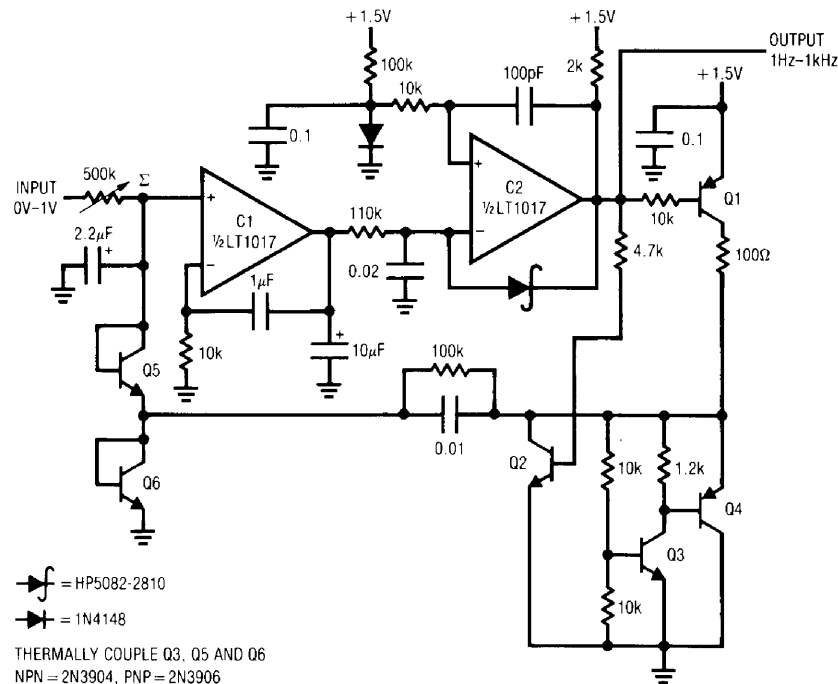 +1.5V
+1.5V
OUTPUT
1Hz–1kHz
100k
2k
100pF
+1.5V
10k
0.1
0.1
500k
Σ
INPUT
0V–1V
+
C1
½LT1017
–
+
C2
½LT1017
–
110k
10k
Q1
2.2µF
+
4.7k
100Ω
0.02
1µF
10k
+
10µF
Q5
100k
0.01
Q2
10k
1.2k
Q4
Q6
Q3
10k
= HP5082-2810
= 1N4148
THERMALLY COUPLE Q3, Q5 AND Q6
NPN = 2N3904, PNP = 2N3906